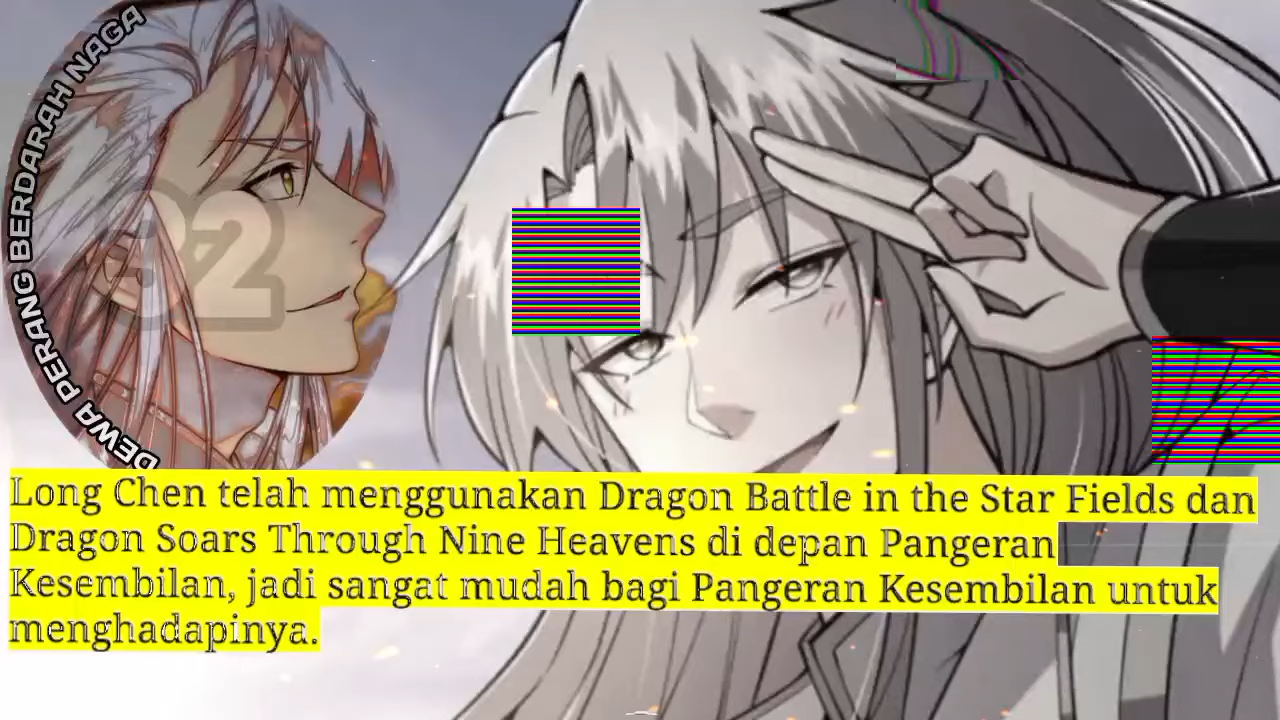 DEWA PERANG BERDARAH NAGA
92
Long Chen telah menggunakan Dragon Battle in the Star Fields dan
Dragon Soars Through Nine Heavens di depan Pangeran
Kesembilan, jadi sangat mudah bagi Pangeran Kesembilan untuk
menghadapinya.